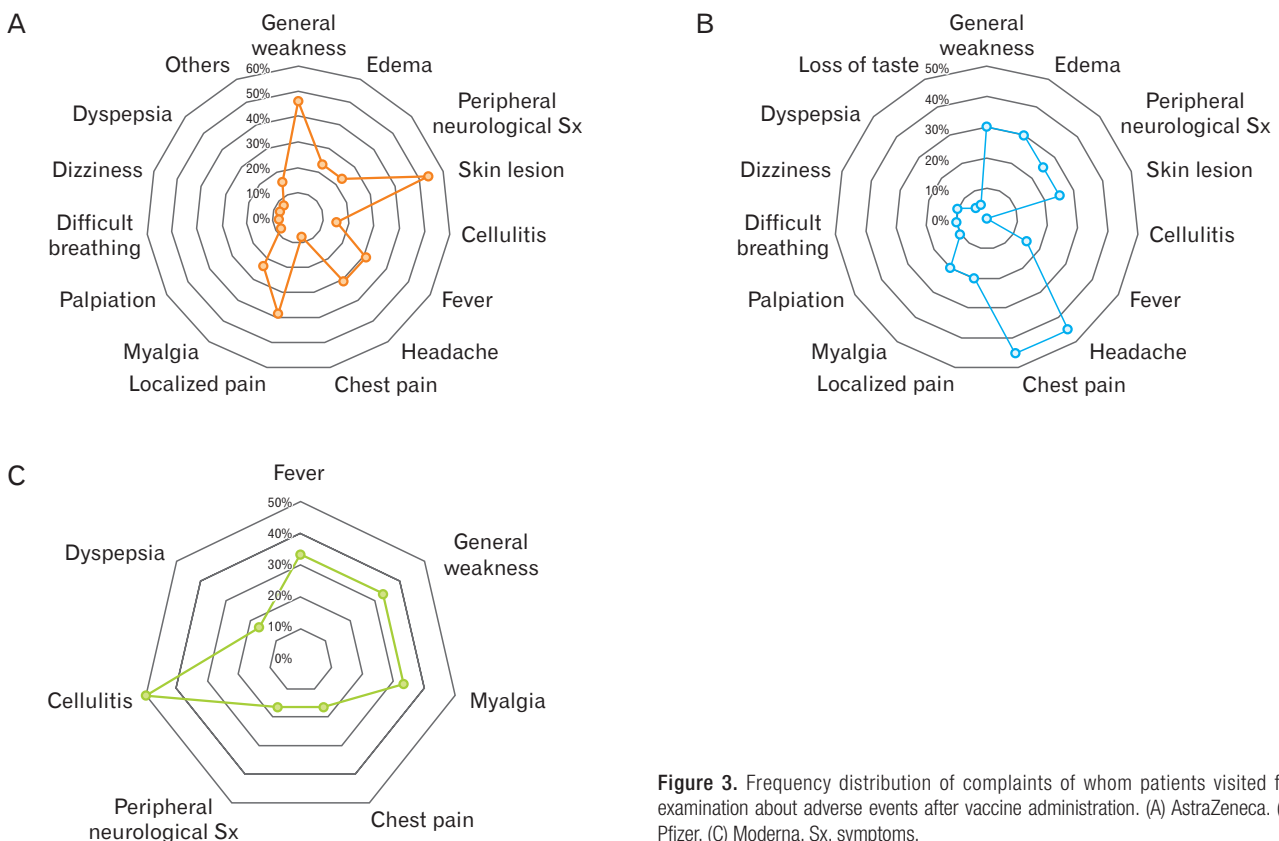 A
General
weakness
Edema
Peripheral
neurological Sx
Skin lesion
Cellulitis
Fever
Headache
Chest pain
Localized pain
Myalgia
Palpiation
Difficult
breathing
Dizziness
Dyspepsia
Others
60%
50%
40%
30%
20%
10%
0%
B
General
weakness
Edema
Peripheral
neurological Sx
Skin lesion
Cellulitis
Fever
Headache
Chest pain
Localized pain
Myalgia
Palpiation
Difficult
breathing
Dizziness
Dyspepsia
Loss of taste
50%
40%
30%
20%
10%
0%
C
Fever
General
weakness
Myalgia
Chest pain
Peripheral
neurological Sx
Cellulitis
Dyspepsia
50%
40%
30%
20%
10%
0%
Figure 3. Frequency distribution of complaints of whom patients visited
examination about adverse events after vaccine administration. (A) AstraZeneca.
Pfizer. (C) Moderna. Sx, symptoms.